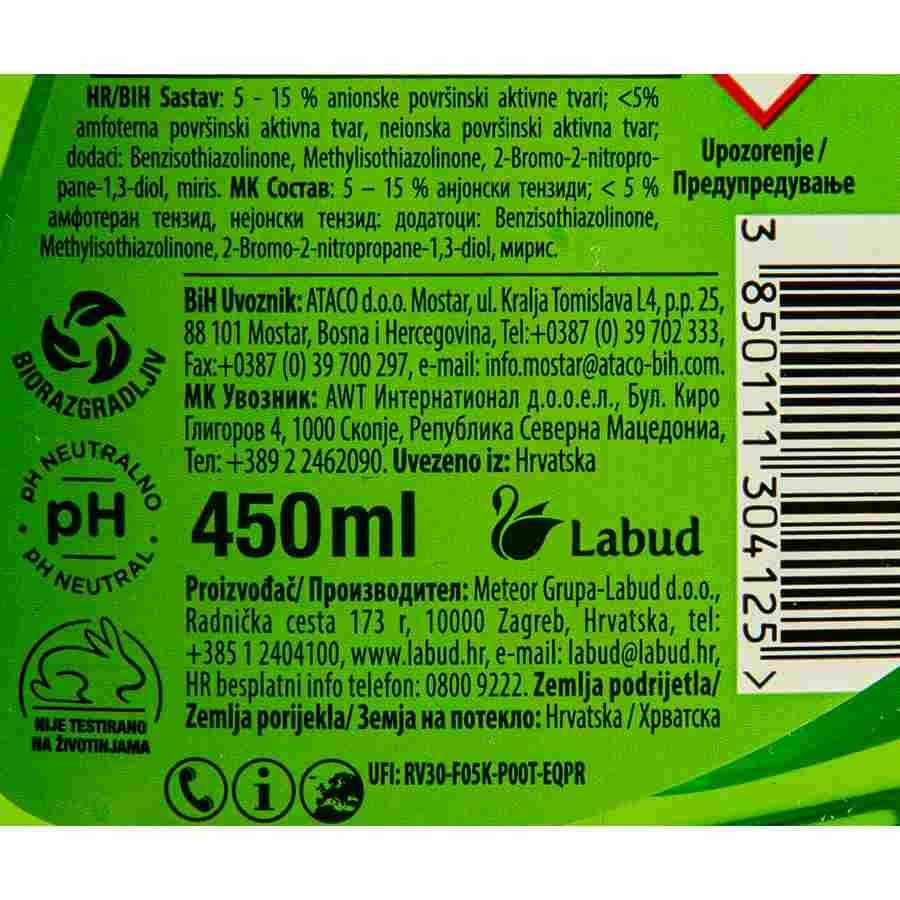 HR/BIH Sastav: 5 - 15 % anionske površinski aktivne tvari; <5%
amfoterna površinski aktivna tvar, neionska površinski aktivna tvar;
dodaci: Benzisothiazolinone, Methylisothiazolinone, 2-Bromo-2-nitropro-
pane-1,3-diol, miris. МК Состав: 5 – 15 % анјонски тензиди; < 5 %
амфотеран тензид, нејонски тензид: додатоци: Benzisothiazolinone,
Methylisothiazolinone, 2-Bromo-2-nitropropane-1,3-diol, мирис.
Upozorenje /
Предупредување
BiH Uvoznik: ATACO d.o.o. Mostar, ul. Kralja Tomislava L4, p.p. 25,
88 101 Mostar, Bosna i Hercegovina, Tel:+0387 (0) 39 702 333,
Fax:+0387 (0) 39 700 297, e-mail: info.mostar@ataco-bih.com.
МК Увозник: AWT Интернатионал д.о.о.е.л., Бул. Киро
Глигоров 4, 1000 Скопје, Република Северна Македонија,
Тел: +389 2 2462090. Uvezeno iz: Hrvatska
BIORAZGRADLJIV
pH NEUTRALNO
pH
pH NEUTRAL
450ml
Labud
Proizvođač/ Производител: Meteor Grupa-Labud d.o.o.,
Radnička cesta 173 r, 10000 Zagreb, Hrvatska, tel:
+385 1 2404100, www.labud.hr, e-mail: labud@labud.hr,
HR besplatni info telefon: 0800 9222. Zemlja podrijetla/
Zemlja porijekla/ Земја на потекло: Hrvatska / Хрватска
NIJE TESTIRANO
NA ŽIVOTINJAMA
i
UFI: RV30-F05K-P00T-EQPR
3 850111 304125 >